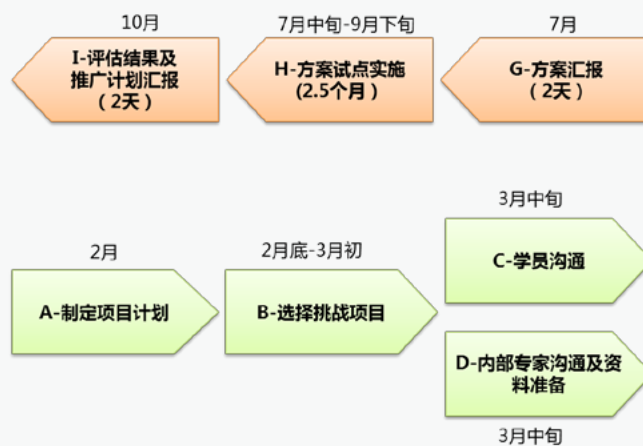 10月
7月中旬-9月下旬
7月
I-评估结果及
推广计划汇报
（2天）
H-方案试点实施
(2.5个月）
G-方案汇报
（2天）
3月中旬
2月
2月底-3月初
C-学员沟通
A-制定项目计划
B-选择挑战项目
D-内部专家沟通及资
料准备
3月中旬